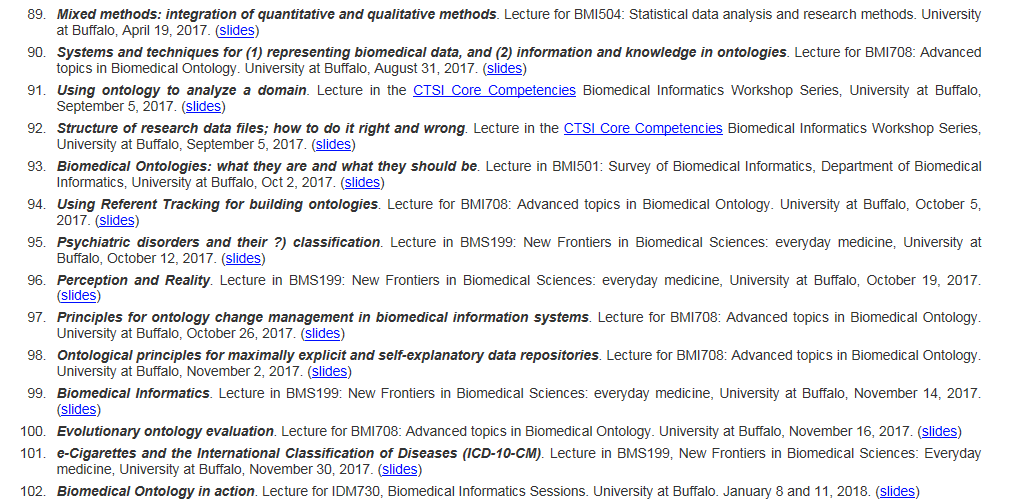 89. Mixed methods: integration of quantitative and qualitative methods. Lecture for BMI504: Statistical data analysis and research methods. University
at Buffalo, April 19, 2017. (slides)
90. Systems and techniques for (1) representing biomedical data, and (2) information and knowledge in ontologies. Lecture for BMI708: Advanced
topics in Biomedical Ontology. University at Buffalo, August 31, 2017. (slides)
91. Using ontology to analyze a domain. Lecture in the CTSI Core Competencies Biomedical Informatics Workshop Series, University at Buffalo,
September 5, 2017. (slides)
92. Structure of research data files; how to do it right and wrong. Lecture in the CTSI Core Competencies Biomedical Informatics Workshop Series,
University at Buffalo, September 5, 2017. (slides)
93. Biomedical Ontologies: what they are and what they should be. Lecture in BMI501: Survey of Biomedical Informatics, Department of Biomedical
Informatics, University at Buffalo, Oct 2, 2017. (slides)
94. Using Referent Tracking for building ontologies. Lecture for BMI708: Advanced topics in Biomedical Ontology. University at Buffalo, October 5,
2017. (slides)
95. Psychiatric disorders and their ?) classification. Lecture in BMS199: New Frontiers in Biomedical Sciences: everyday medicine, University at
Buffalo, October 12, 2017. (slides)
96. Perception and Reality. Lecture in BMS199: New Frontiers in Biomedical Sciences: everyday medicine, University at Buffalo, October 19, 2017.
(slides)
97. Principles for ontology change management in biomedical information systems. Lecture for BMI708: Advanced topics in Biomedical Ontology.
University at Buffalo, October 26, 2017. (slides)
98. Ontological principles for maximally explicit and self-explanatory data repositories. Lecture for BMI708: Advanced topics in Biomedical Ontology.
University at Buffalo, November 2, 2017. (slides)
99. Biomedical Informatics. Lecture in BMS199: New Frontiers in Biomedical Sciences: everyday medicine, University at Buffalo, November 14, 2017.
(slides)
100. Evolutionary ontology evaluation. Lecture for BMI708: Advanced topics in Biomedical Ontology. University at Buffalo, November 16, 2017. (slides)
101. e-Cigarettes and the International Classification of Diseases (ICD-10-CM). Lecture in BMS199, New Frontiers in Biomedical Sciences: Everyday
medicine, University at Buffalo, November 30, 2017. (slides)
102. Biomedical Ontology in action. Lecture for IDM730, Biomedical Informatics Sessions. University at Buffalo. January 8 and 11, 2018. (slides)